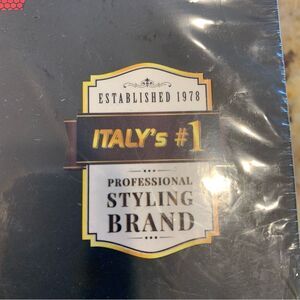 ESTABLISHED 1978
ITALY's #1
PROFESSIONAL
STYLING
BRAND